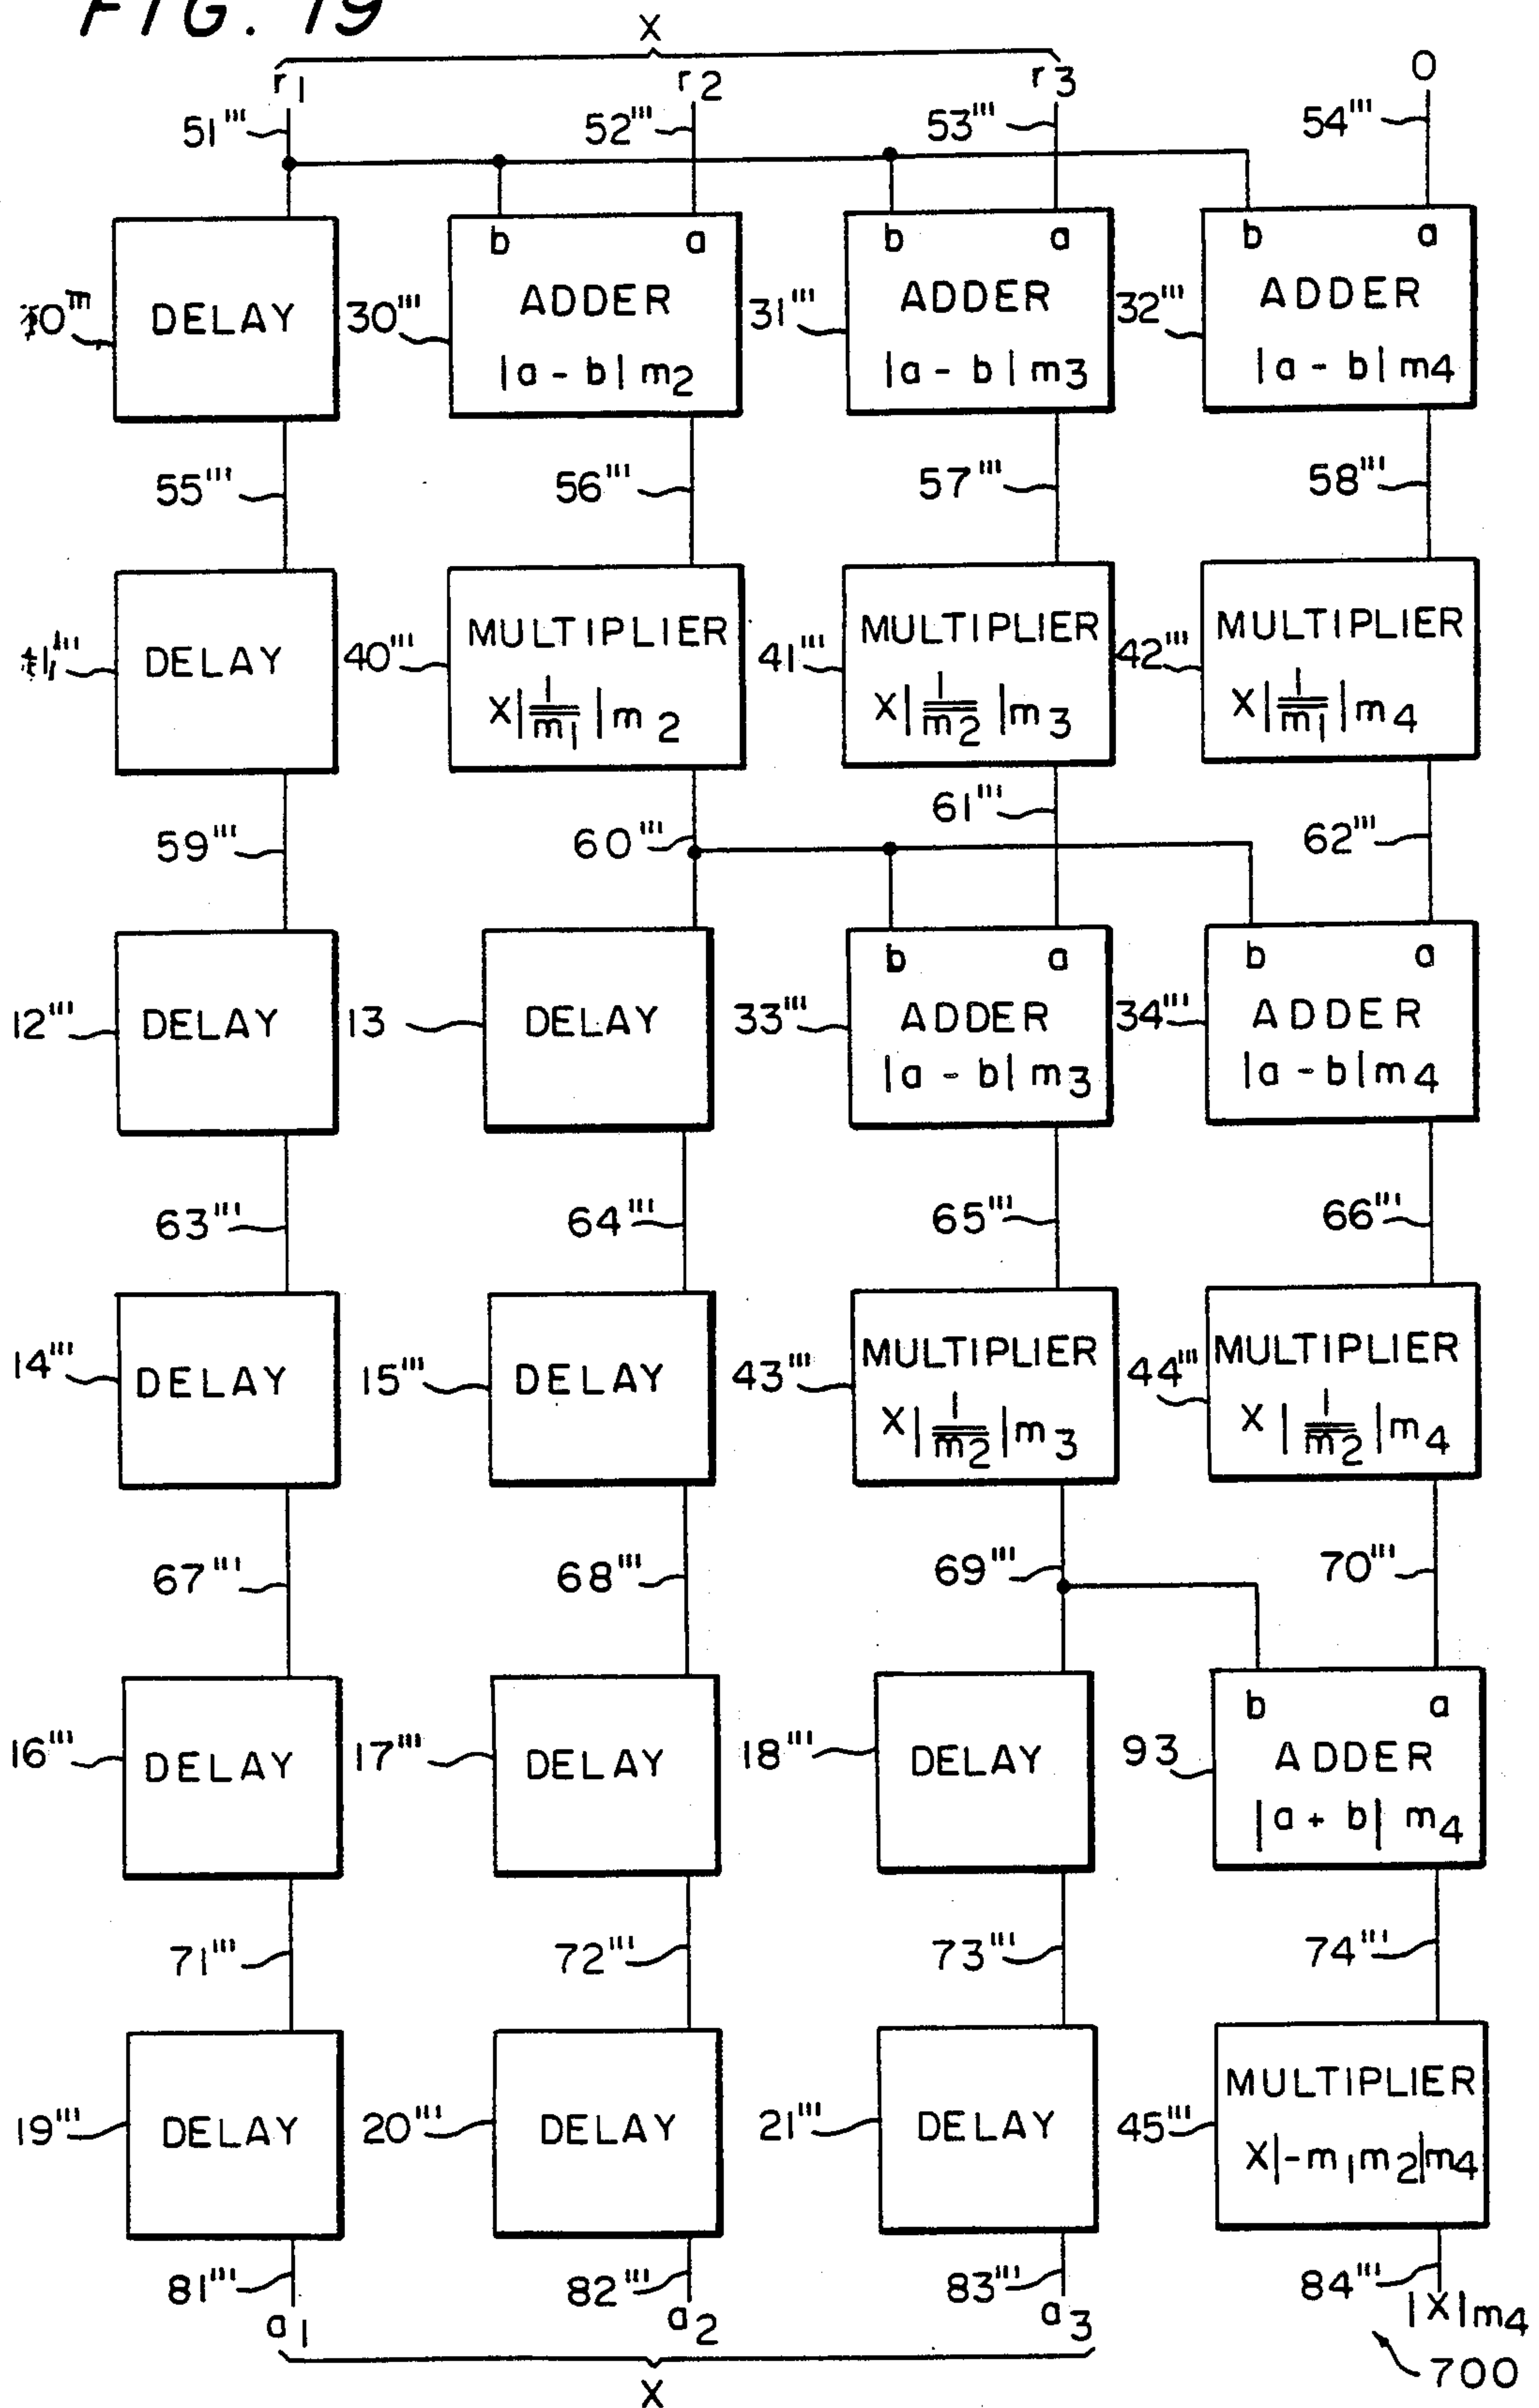 FIG. 19
X
r1 r2 r3 0
51''' 52''' 53''' 54'''
b a b a b a
10''' DELAY 30''' ADDER 31''' ADDER 32''' ADDER
|a - b| m2 |a - b| m3 |a - b| m4
55''' 56''' 57''' 58'''
11''' DELAY 40''' MULTIPLIER 41''' MULTIPLIER 42''' MULTIPLIER
X|1/m1|m2 X|1/m2|m3 X|1/m1|m4
59''' 60''' 61''' 62'''
b a b a
12''' DELAY 13 DELAY 33''' ADDER 34''' ADDER
|a - b| m3 |a - b| m4
63''' 64''' 65''' 66'''
14''' DELAY 15''' DELAY 43''' MULTIPLIER 44''' MULTIPLIER
X|1/m2|m3 X|1/m2|m4
67''' 68''' 69''' 70'''
b a
16''' DELAY 17''' DELAY 18''' DELAY 93 ADDER
|a + b| m4
71''' 72''' 73''' 74'''
19''' DELAY 20''' DELAY 21''' DELAY 45''' MULTIPLIER
X|-m1m2|m4
81''' 82''' 83''' 84'''
a1 a2 a3 |X|m4
X
700